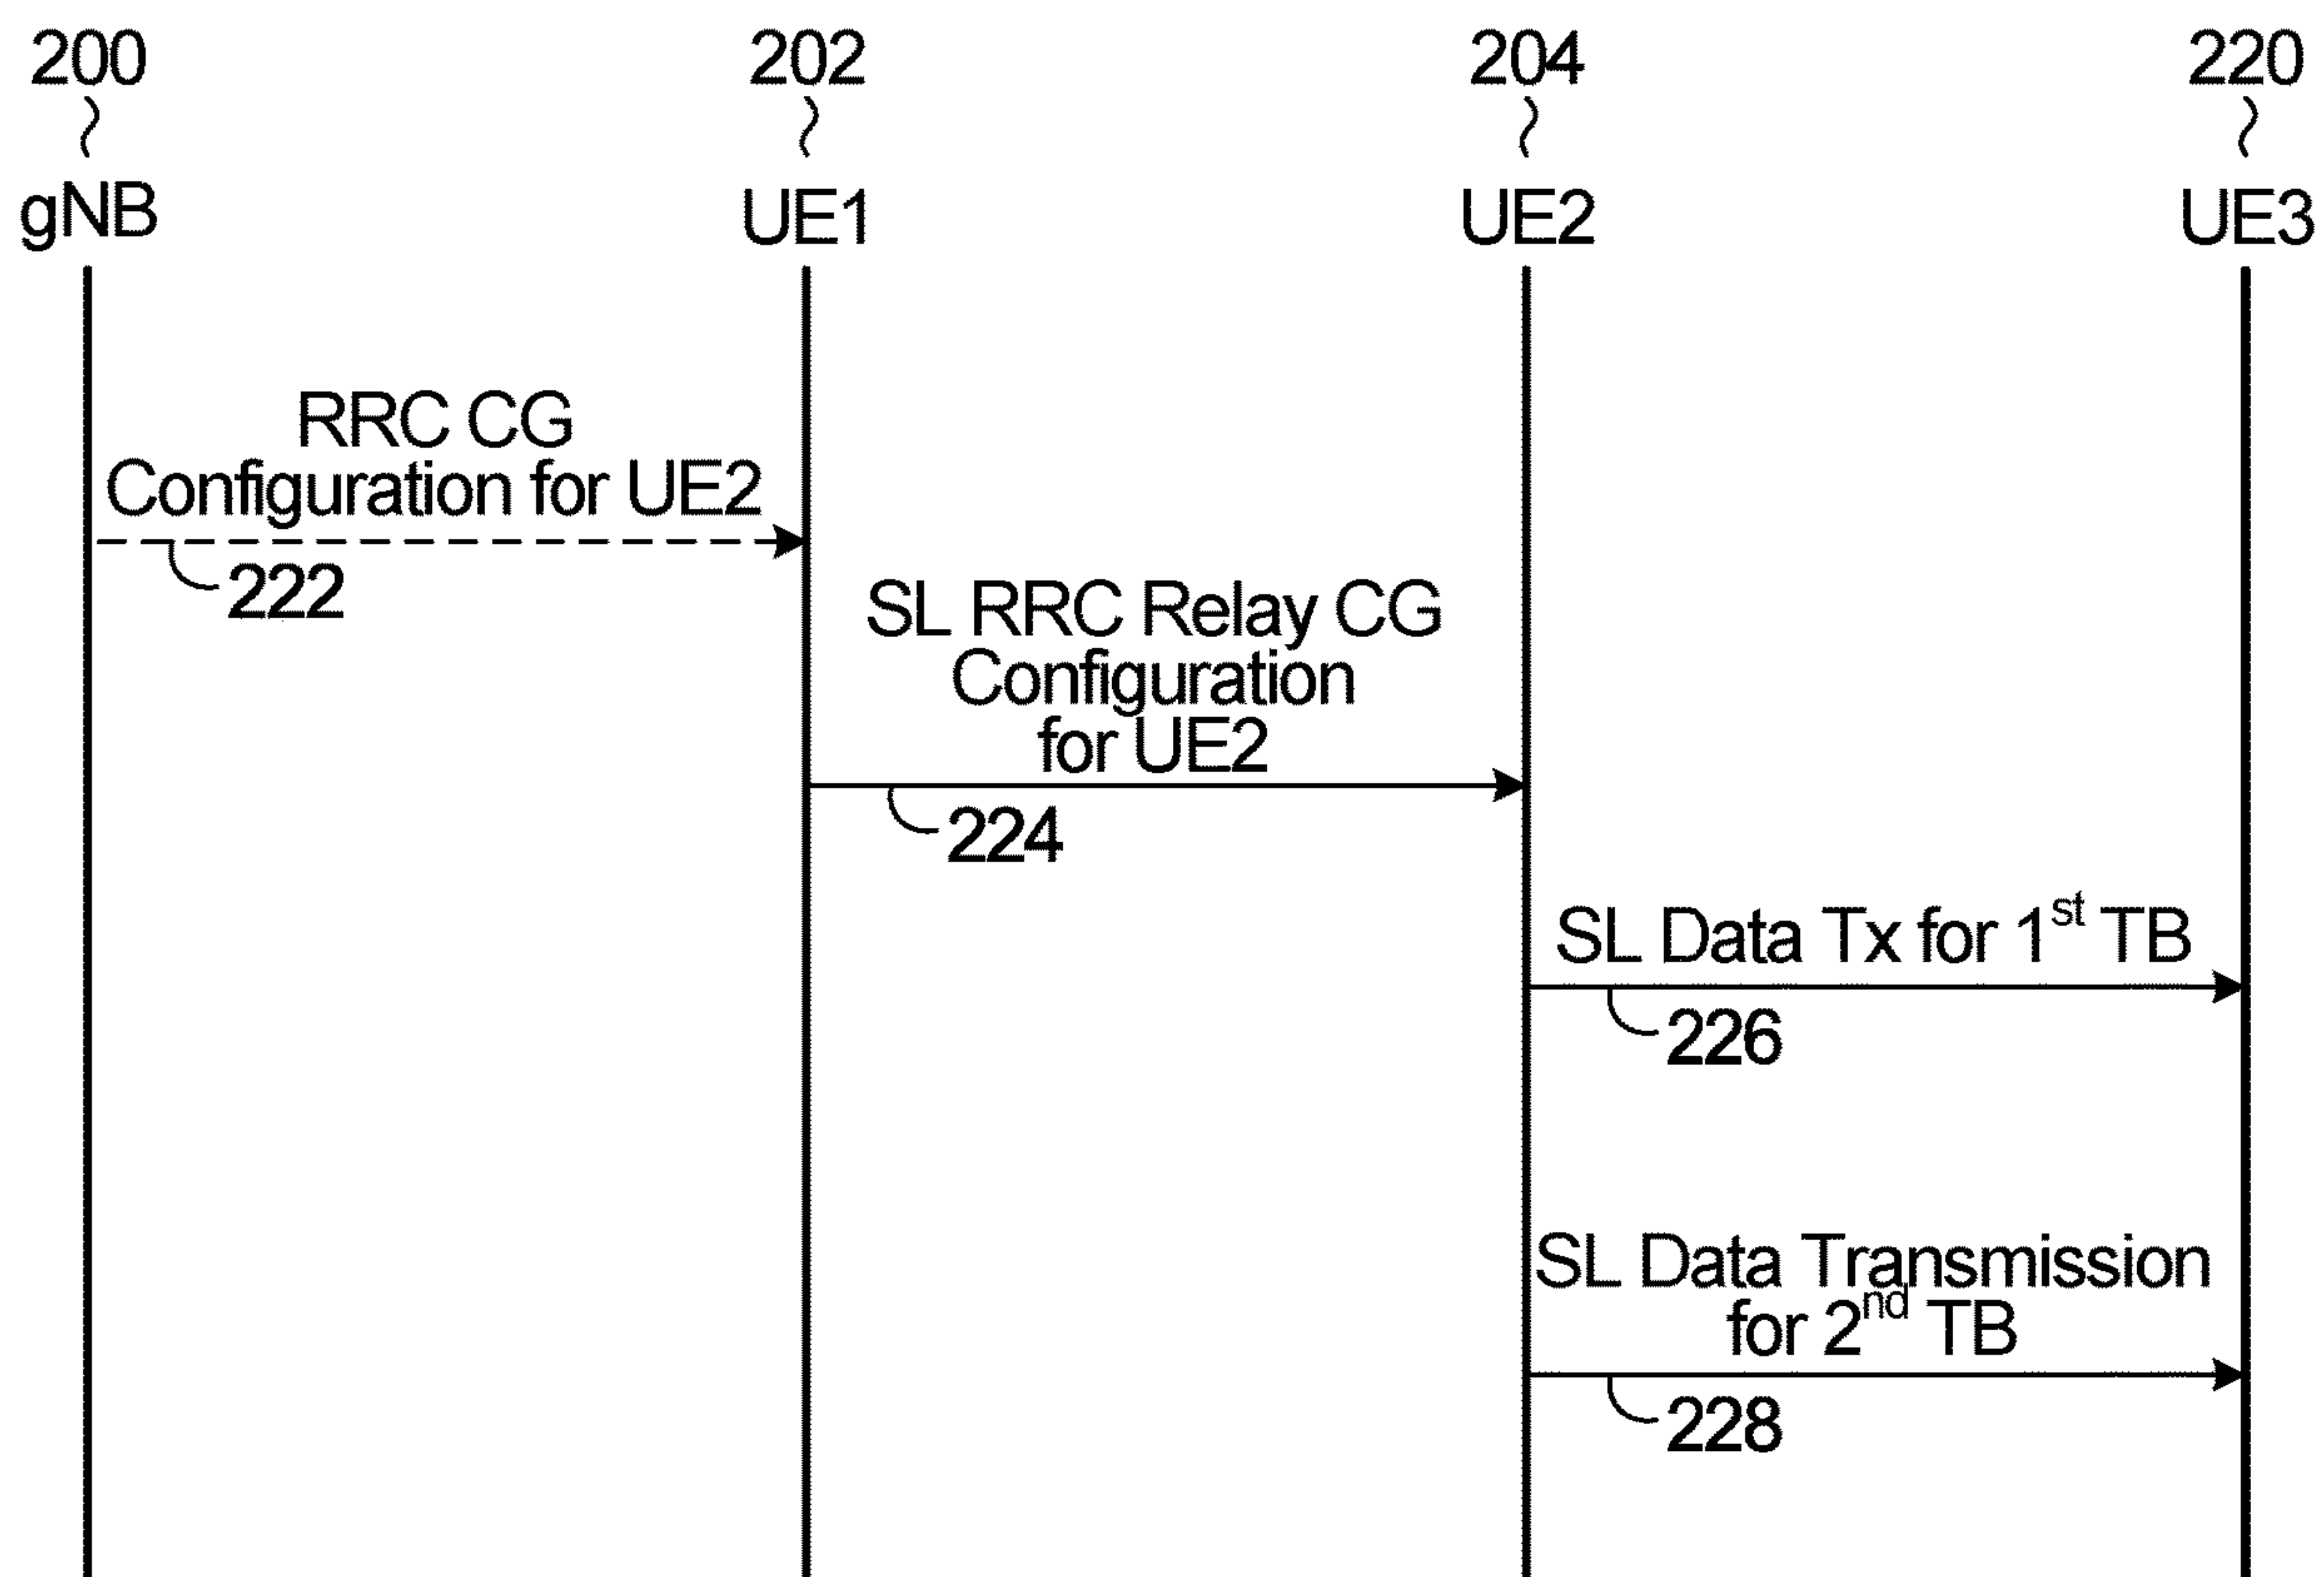 200
202
204
220
gNB
UE1
UE2
UE3
RRC CG
Configuration for UE2
222
SL RRC Relay CG
Configuration
for UE2
224
SL Data Tx for 1st TB
226
SL Data Transmission
for 2nd TB
228